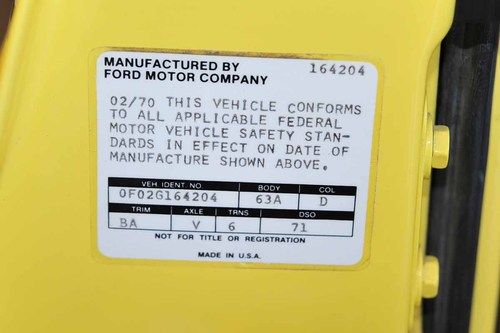 MANUFACTURED BY 164204
FORD MOTOR COMPANY
02/70 THIS VEHICLE CONFORMS
TO ALL APPLICABLE FEDERAL
MOTOR VEHICLE SAFETY STAN-
DARDS IN EFFECT ON DATE OF
MANUFACTURE SHOWN ABOVE.
VEH IDENT. NO. BODY COL
0F02G164204 63A D
TRIM AXLE TRNS DSO
BA V 6 71
NOT FOR TITLE OR REGISTRATION
MADE IN U.S.A.